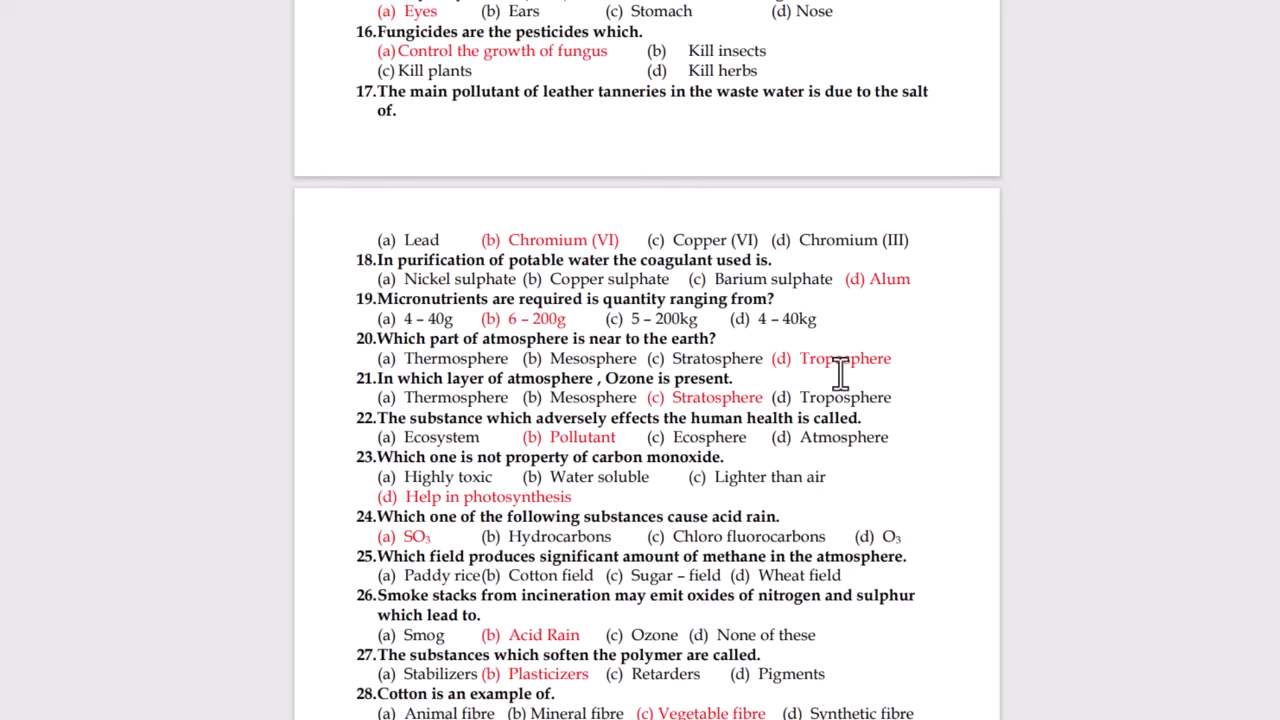 (a) Eyes (b) Ears (c) Stomach (d) Nose
16.Fungicides are the pesticides which.
(a) Control the growth of fungus (b) Kill insects
(c) Kill plants (d) Kill herbs
17.The main pollutant of leather tanneries in the waste water is due to the salt
of.
(a) Lead (b) Chromium (VI) (c) Copper (VI) (d) Chromium (III)
18.In purification of potable water the coagulant used is.
(a) Nickel sulphate (b) Copper sulphate (c) Barium sulphate (d) Alum
19.Micronutrients are required is quantity ranging from?
(a) 4 – 40g (b) 6 – 200g (c) 5 – 200kg (d) 4 – 40kg
20.Which part of atmosphere is near to the earth?
(a) Thermosphere (b) Mesosphere (c) Stratosphere (d) Troposphere
21.In which layer of atmosphere , Ozone is present.
(a) Thermosphere (b) Mesosphere (c) Stratosphere (d) Troposphere
22.The substance which adversely effects the human health is called.
(a) Ecosystem (b) Pollutant (c) Ecosphere (d) Atmosphere
23.Which one is not property of carbon monoxide.
(a) Highly toxic (b) Water soluble (c) Lighter than air
(d) Help in photosynthesis
24.Which one of the following substances cause acid rain.
(a) SO₃ (b) Hydrocarbons (c) Chloro fluorocarbons (d) O₃
25.Which field produces significant amount of methane in the atmosphere.
(a) Paddy rice(b) Cotton field (c) Sugar – field (d) Wheat field
26.Smoke stacks from incineration may emit oxides of nitrogen and sulphur
which lead to.
(a) Smog (b) Acid Rain (c) Ozone (d) None of these
27.The substances which soften the polymer are called.
(a) Stabilizers (b) Plasticizers (c) Retarders (d) Pigments
28.Cotton is an example of.
(a) Animal fibre (b) Mineral fibre (c) Vegetable fibre (d) Synthetic fibre